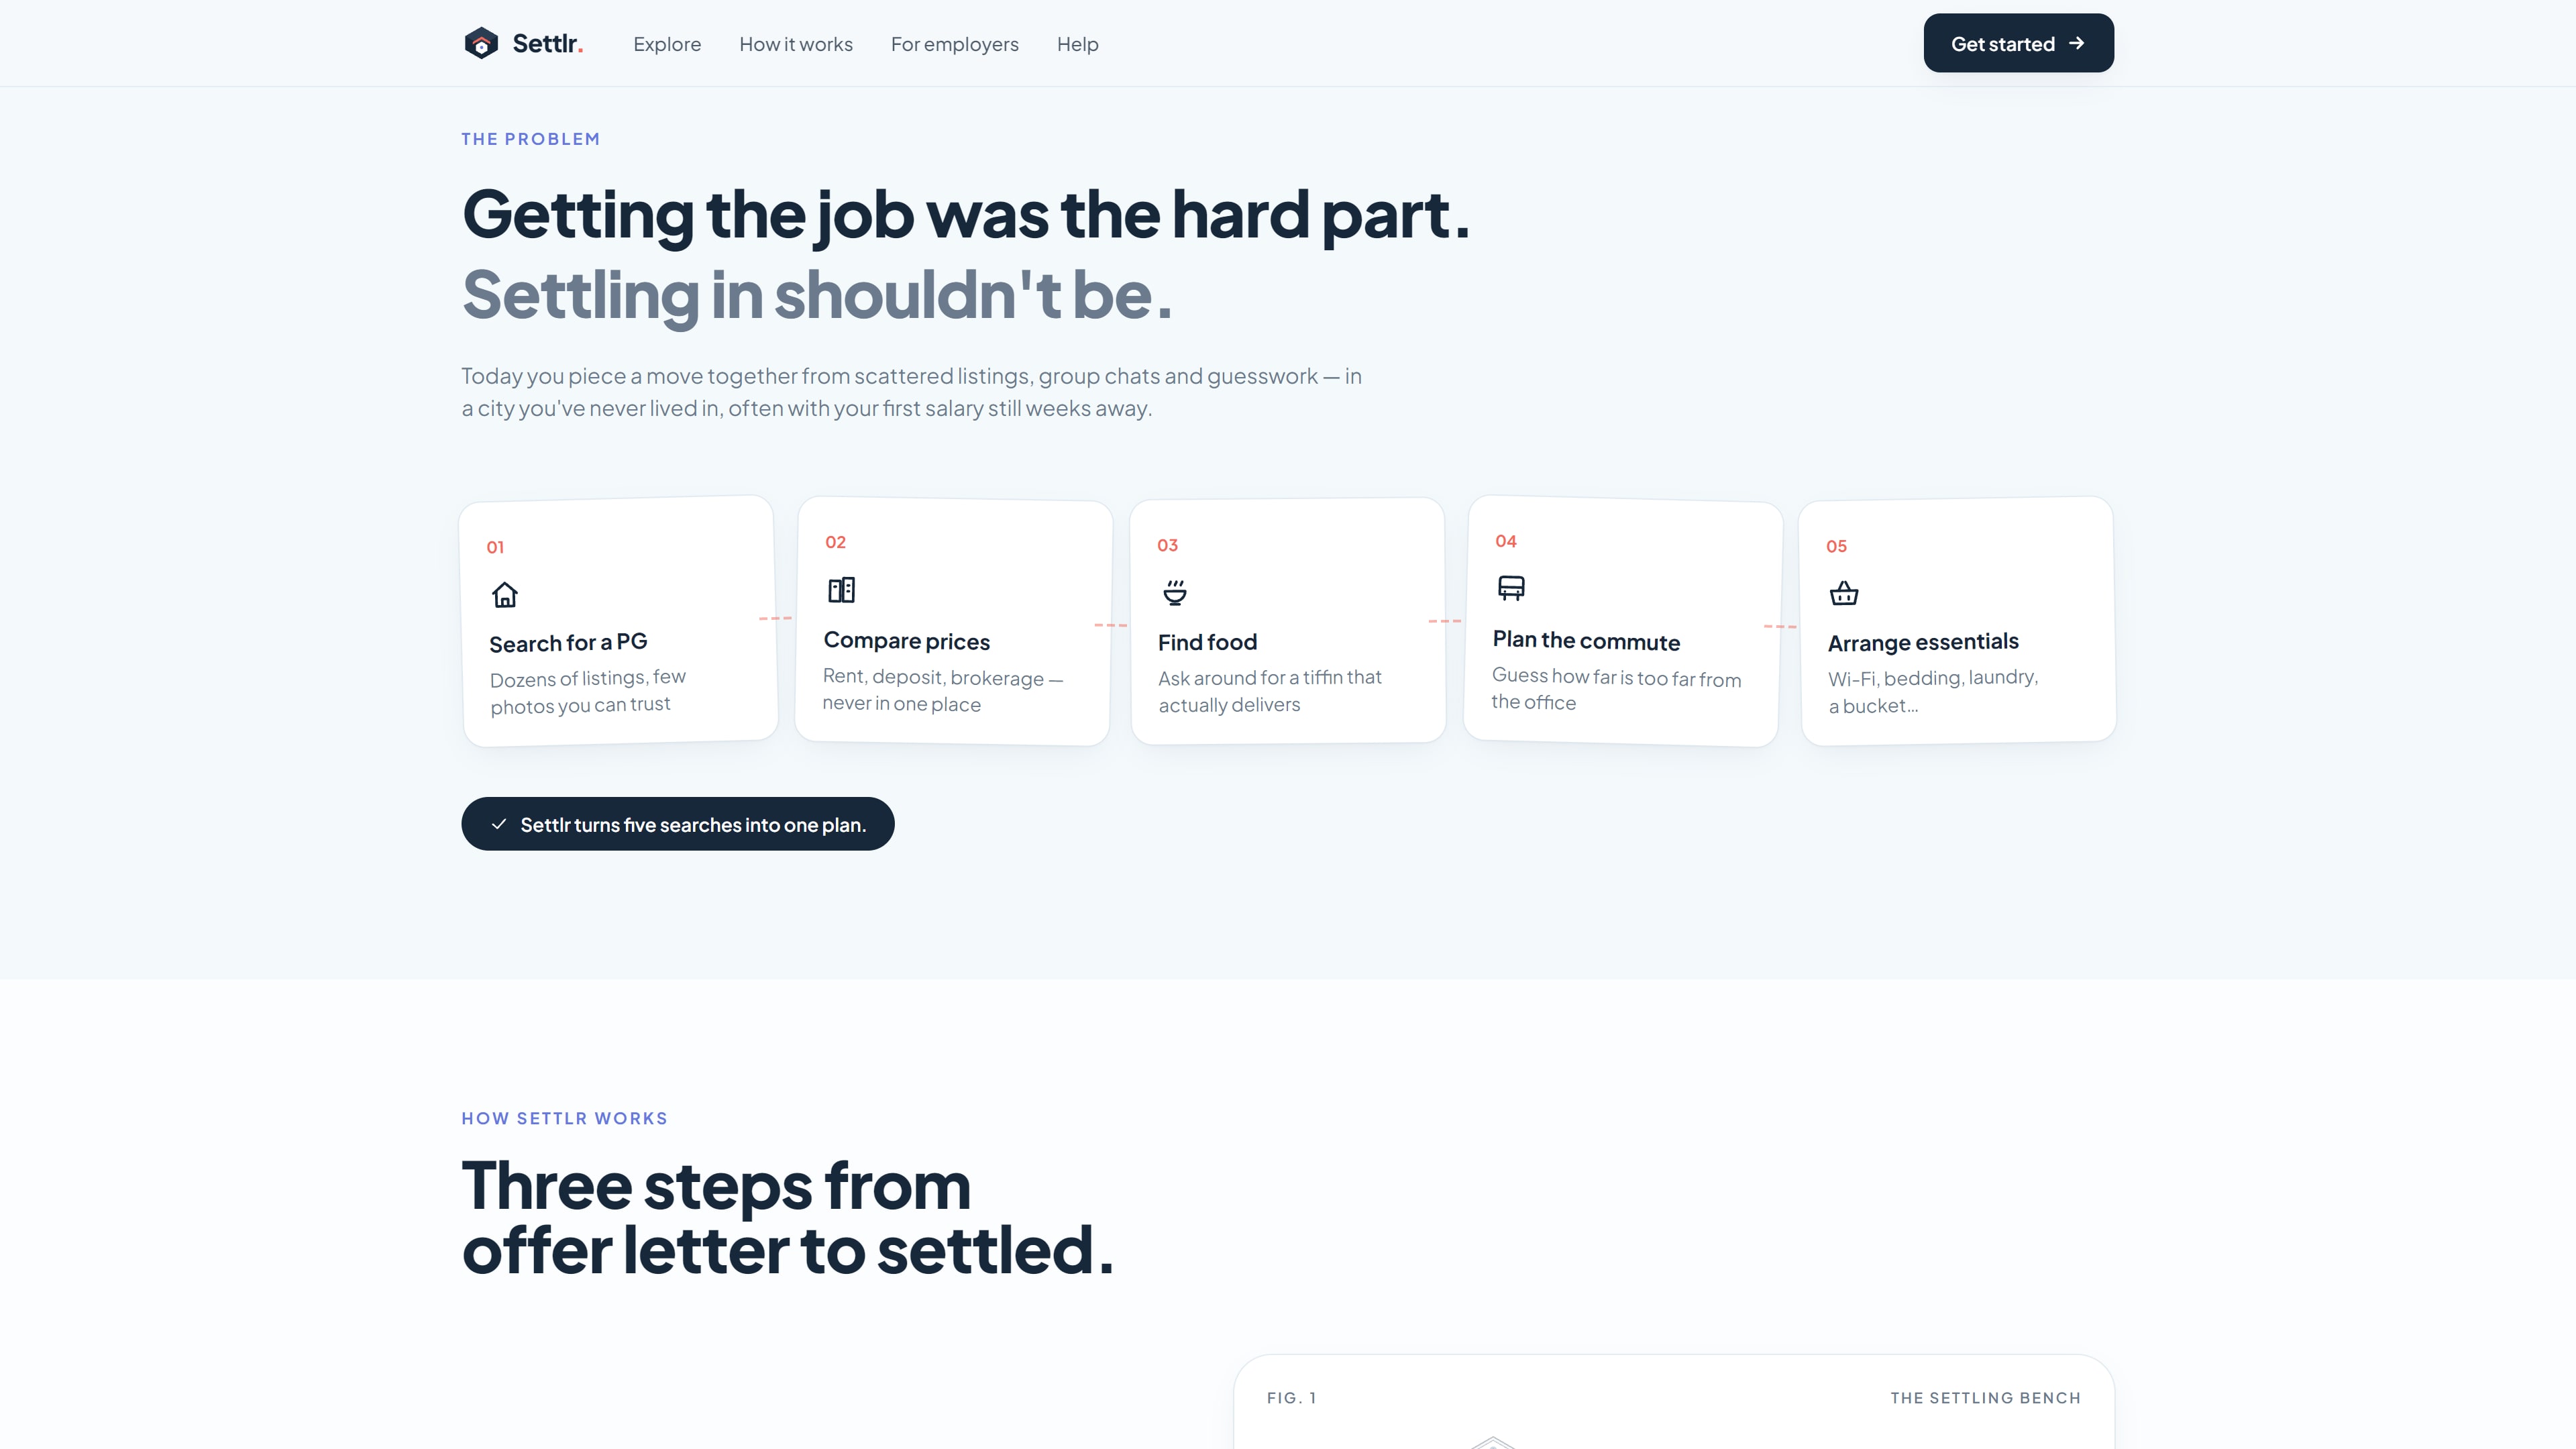 Settlr.
Explore
How it works
For employers
Help
Get started
THE PROBLEM
Getting the job was the hard part.
Settling in shouldn't be.
Today you piece a move together from scattered listings, group chats and guesswork — in
a city you've never lived in, often with your first salary still weeks away.
01
Search for a PG
Dozens of listings, few
photos you can trust
02
Compare prices
Rent, deposit, brokerage —
never in one place
03
Find food
Ask around for a tiffin that
actually delivers
04
Plan the commute
Guess how far is too far from
the office
05
Arrange essentials
Wi-Fi, bedding, laundry,
a bucket…
Settlr turns five searches into one plan.
HOW SETTLR WORKS
Three steps from
offer letter to settled.
FIG. 1
THE SETTLING BENCH